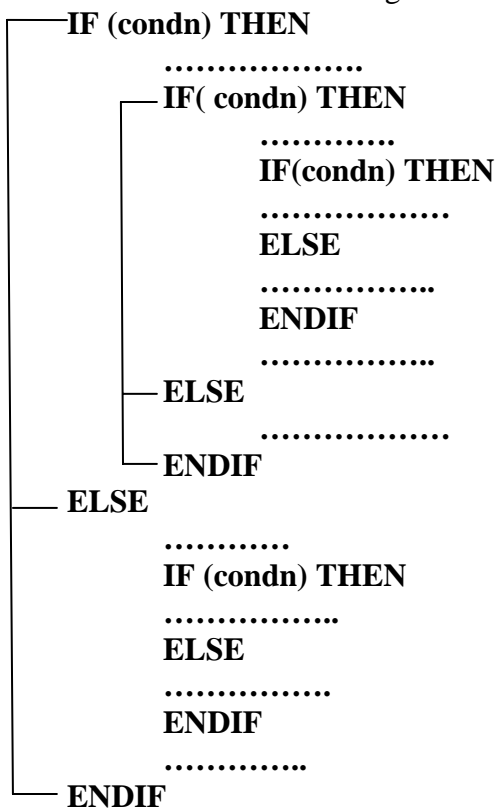 IF (condn) THEN
……………….
IF( condn) THEN
………….
IF(condn) THEN
………………
ELSE
……………..
ENDIF
……………..
ELSE
………………
ENDIF
ELSE
…………
IF (condn) THEN
……………..
ELSE
…………….
ENDIF
…………..
ENDIF